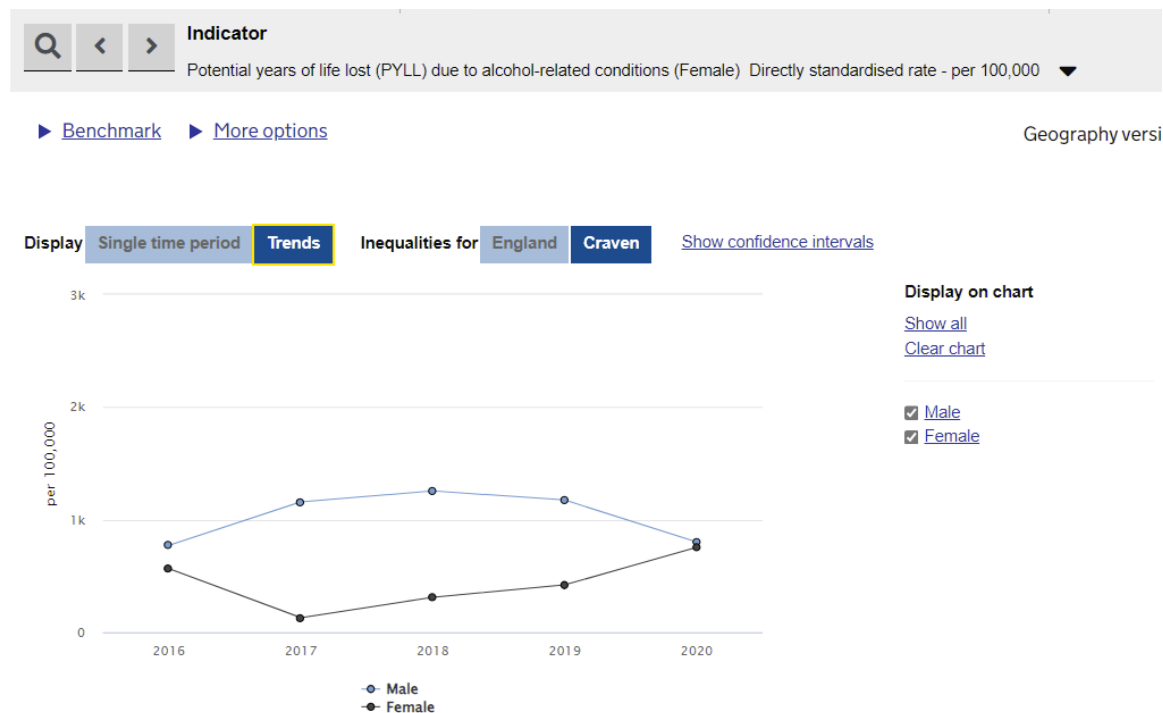 Indicator
Potential years of life lost (PYLL) due to alcohol-related conditions (Female) Directly standardised rate - per 100,000
Benchmark More options
Geography versi
Display Single time period Trends Inequalities for England Craven Show confidence intervals
Display on chart
Show all
Clear chart
Male
Female
3k
2k
1k
0
per 100,000
2016 2017 2018 2019 2020
Male
Female